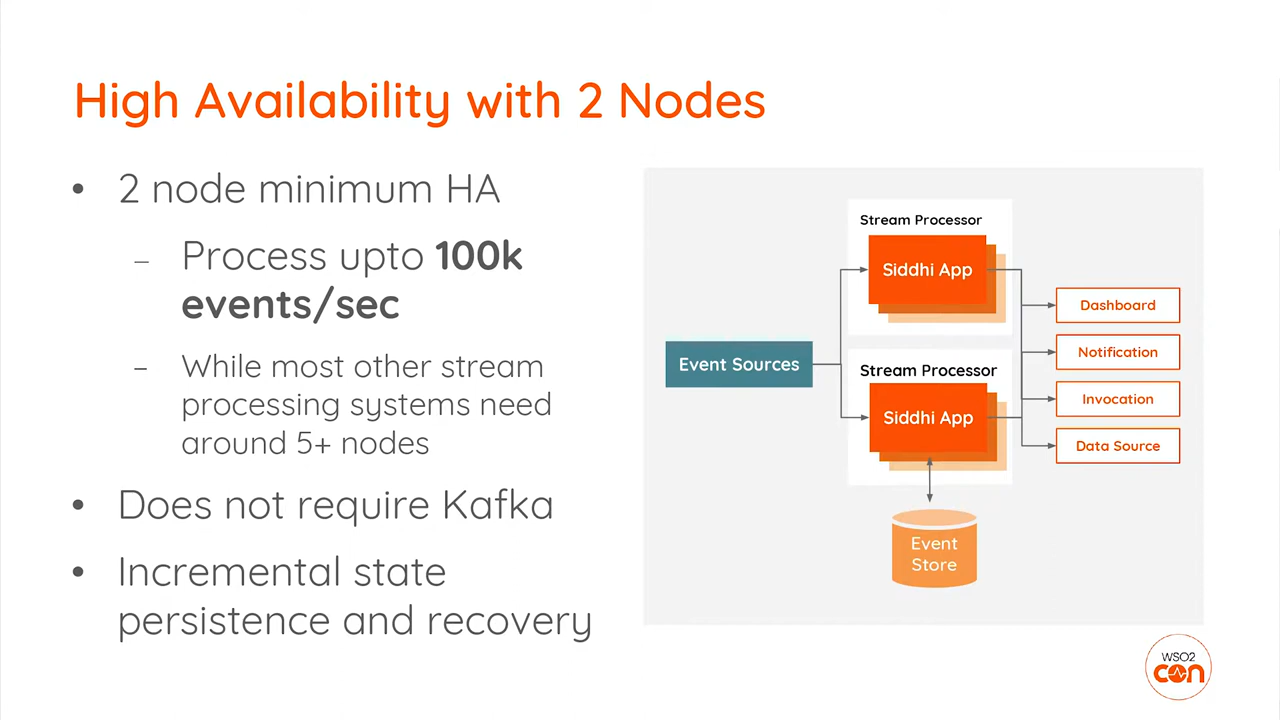 High Availability with 2 Nodes
• 2 node minimum HA
– Process upto 100k
events/sec
– While most other stream
processing systems need
around 5+ nodes
• Does not require Kafka
• Incremental state
persistence and recovery
Event Sources
Stream Processor
Siddhi App
Stream Processor
Siddhi App
Event
Store
Dashboard
Notification
Invocation
Data Source
WSO2
con